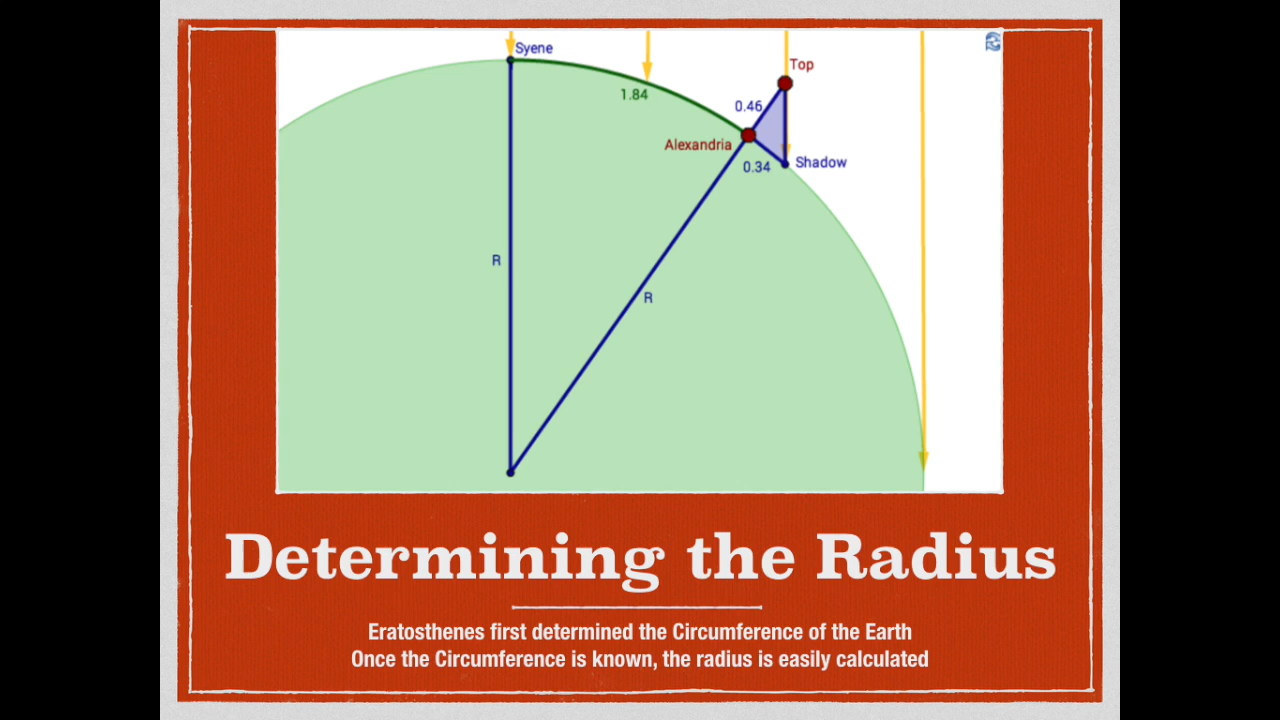 Syene
Top
1.84
0.46
Alexandria
Shadow
0.34
R
R
Determining the Radius
Eratosthenes first determined the Circumference of the Earth
Once the Circumference is known, the radius is easily calculated